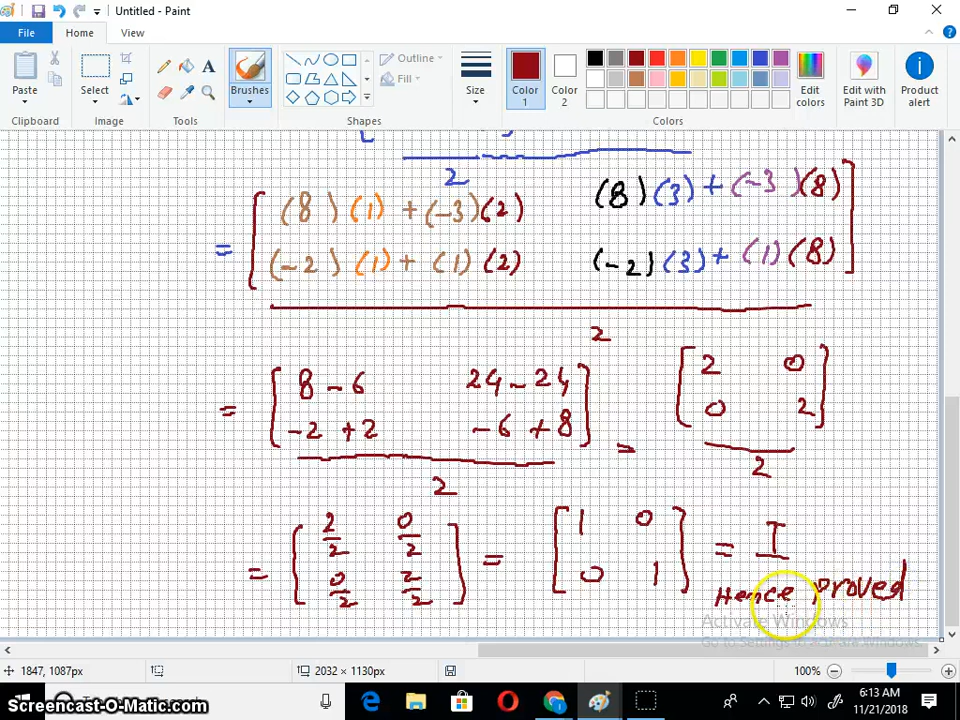 Untitled - Paint
File Home View
Paste
Select
Brushes
Outline
Fill
Size
Color 1
Color 2
Edit colors
Edit with Paint 3D
Product alert
Clipboard Image Tools Shapes Colors
2
(8) (1) + (-3) (2) (8) (3) + (-3) (8)
=
(-2) (1) + (1) (2) (-2) (3) + (1) (8)
2
8 - 6 24 - 24 2 0
= =
-2 + 2 -6 + 8 0 2
2 2
2/2 0/2 1 0
= = = I
0/2 2/2 0 1
Hence Proved
Activate Windows
Go to Settings to activate Windows.
1847, 1087px 2032 × 1130px 100%
6:13 AM
11/21/2018
Screencast-O-Matic.com